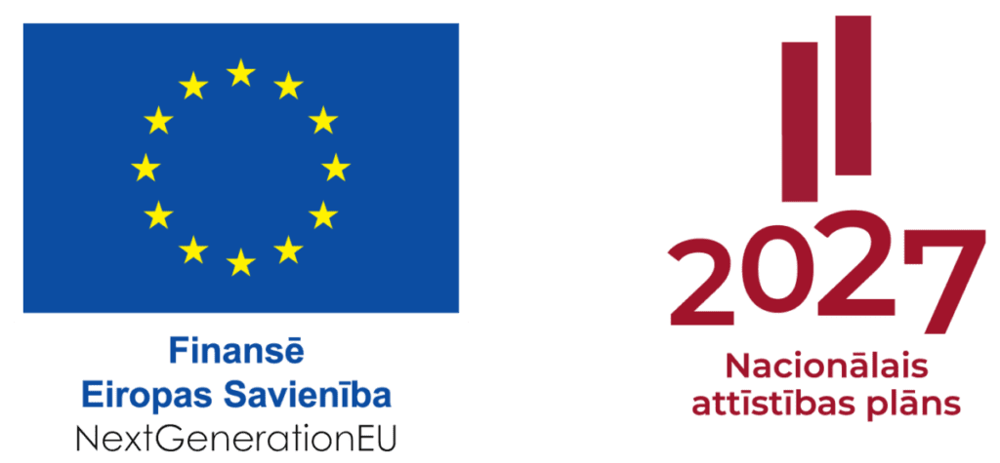 Finansē
Eiropas Savienība
NextGenerationEU
2027
Nacionālais
attīstības plāns